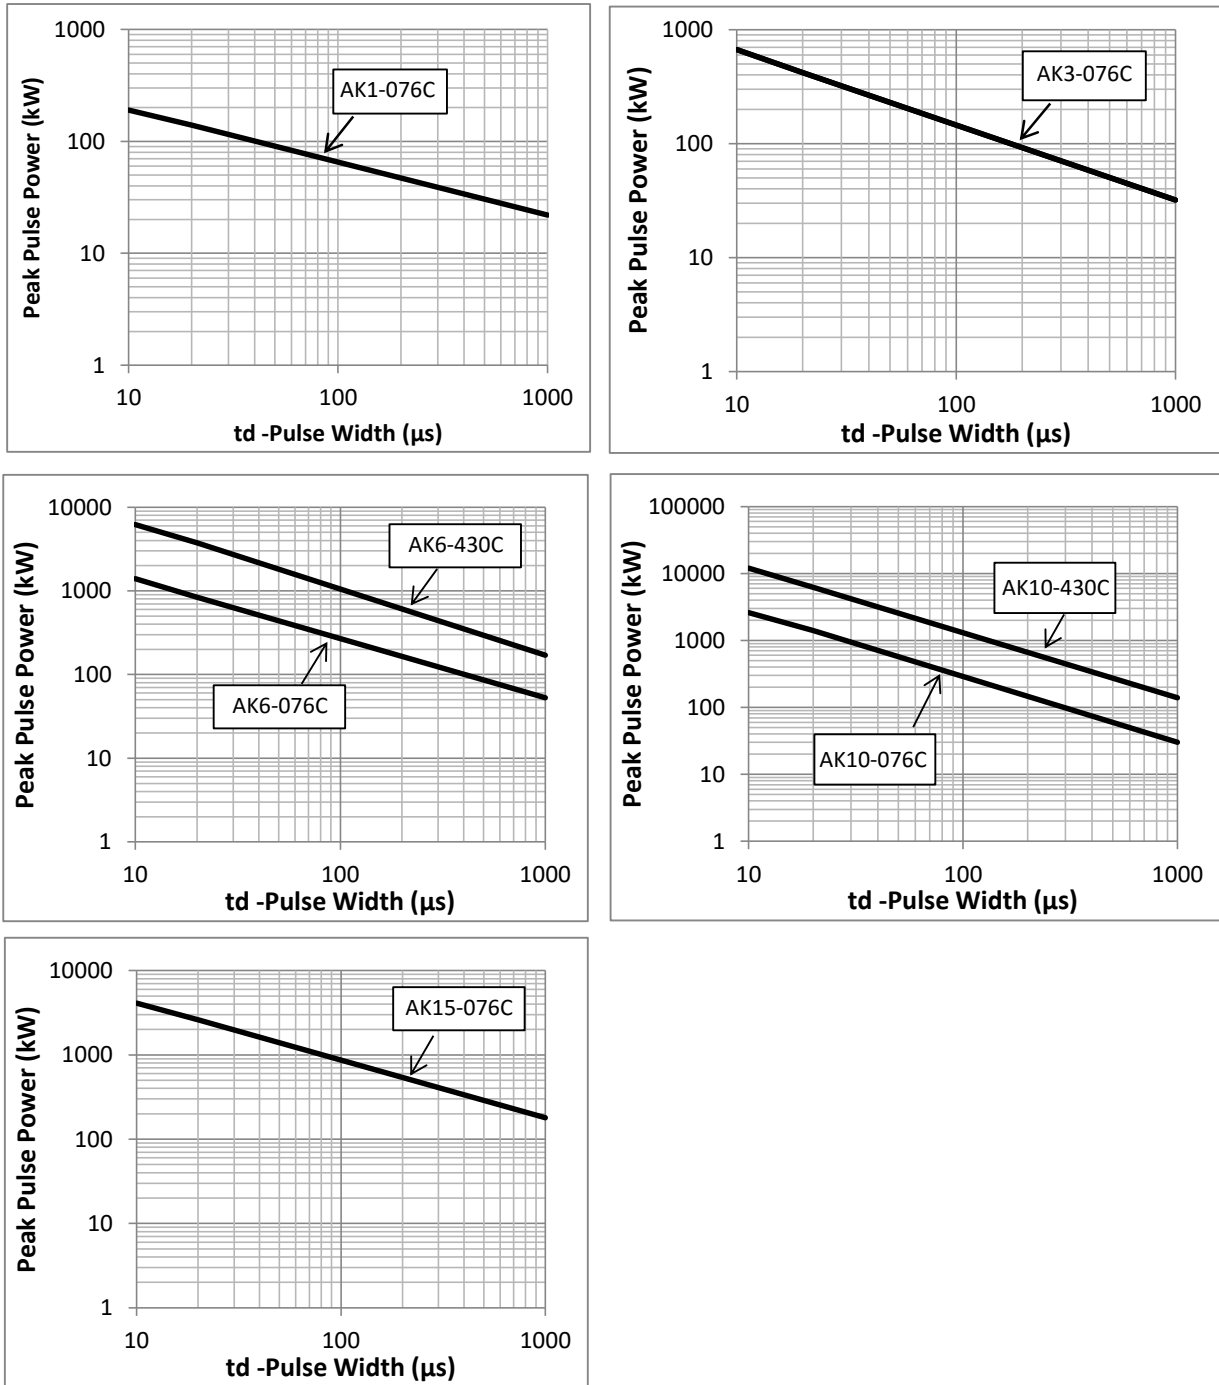 Peak Pulse Power (kW)
1000
100
10
1
AK1-076C
10 100 1000
td -Pulse Width (µs)
Peak Pulse Power (kW)
1000
100
10
1
AK3-076C
10 100 1000
td -Pulse Width (µs)
Peak Pulse Power (kW)
10000
1000
100
10
1
AK6-430C
AK6-076C
10 100 1000
td -Pulse Width (µs)
Peak Pulse Power (kW)
100000
10000
1000
100
10
1
AK10-430C
AK10-076C
10 100 1000
td -Pulse Width (µs)
Peak Pulse Power (kW)
10000
1000
100
10
1
AK15-076C
10 100 1000
td -Pulse Width (µs)